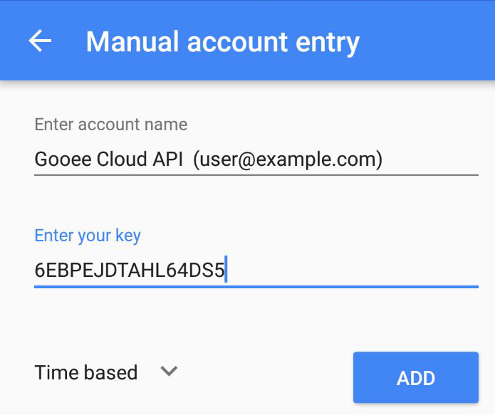 Manual account entry
Enter account name
Gooee Cloud API (user@example.com)
Enter your key
6EBPEJDTAHL64DS5
Time based
ADD